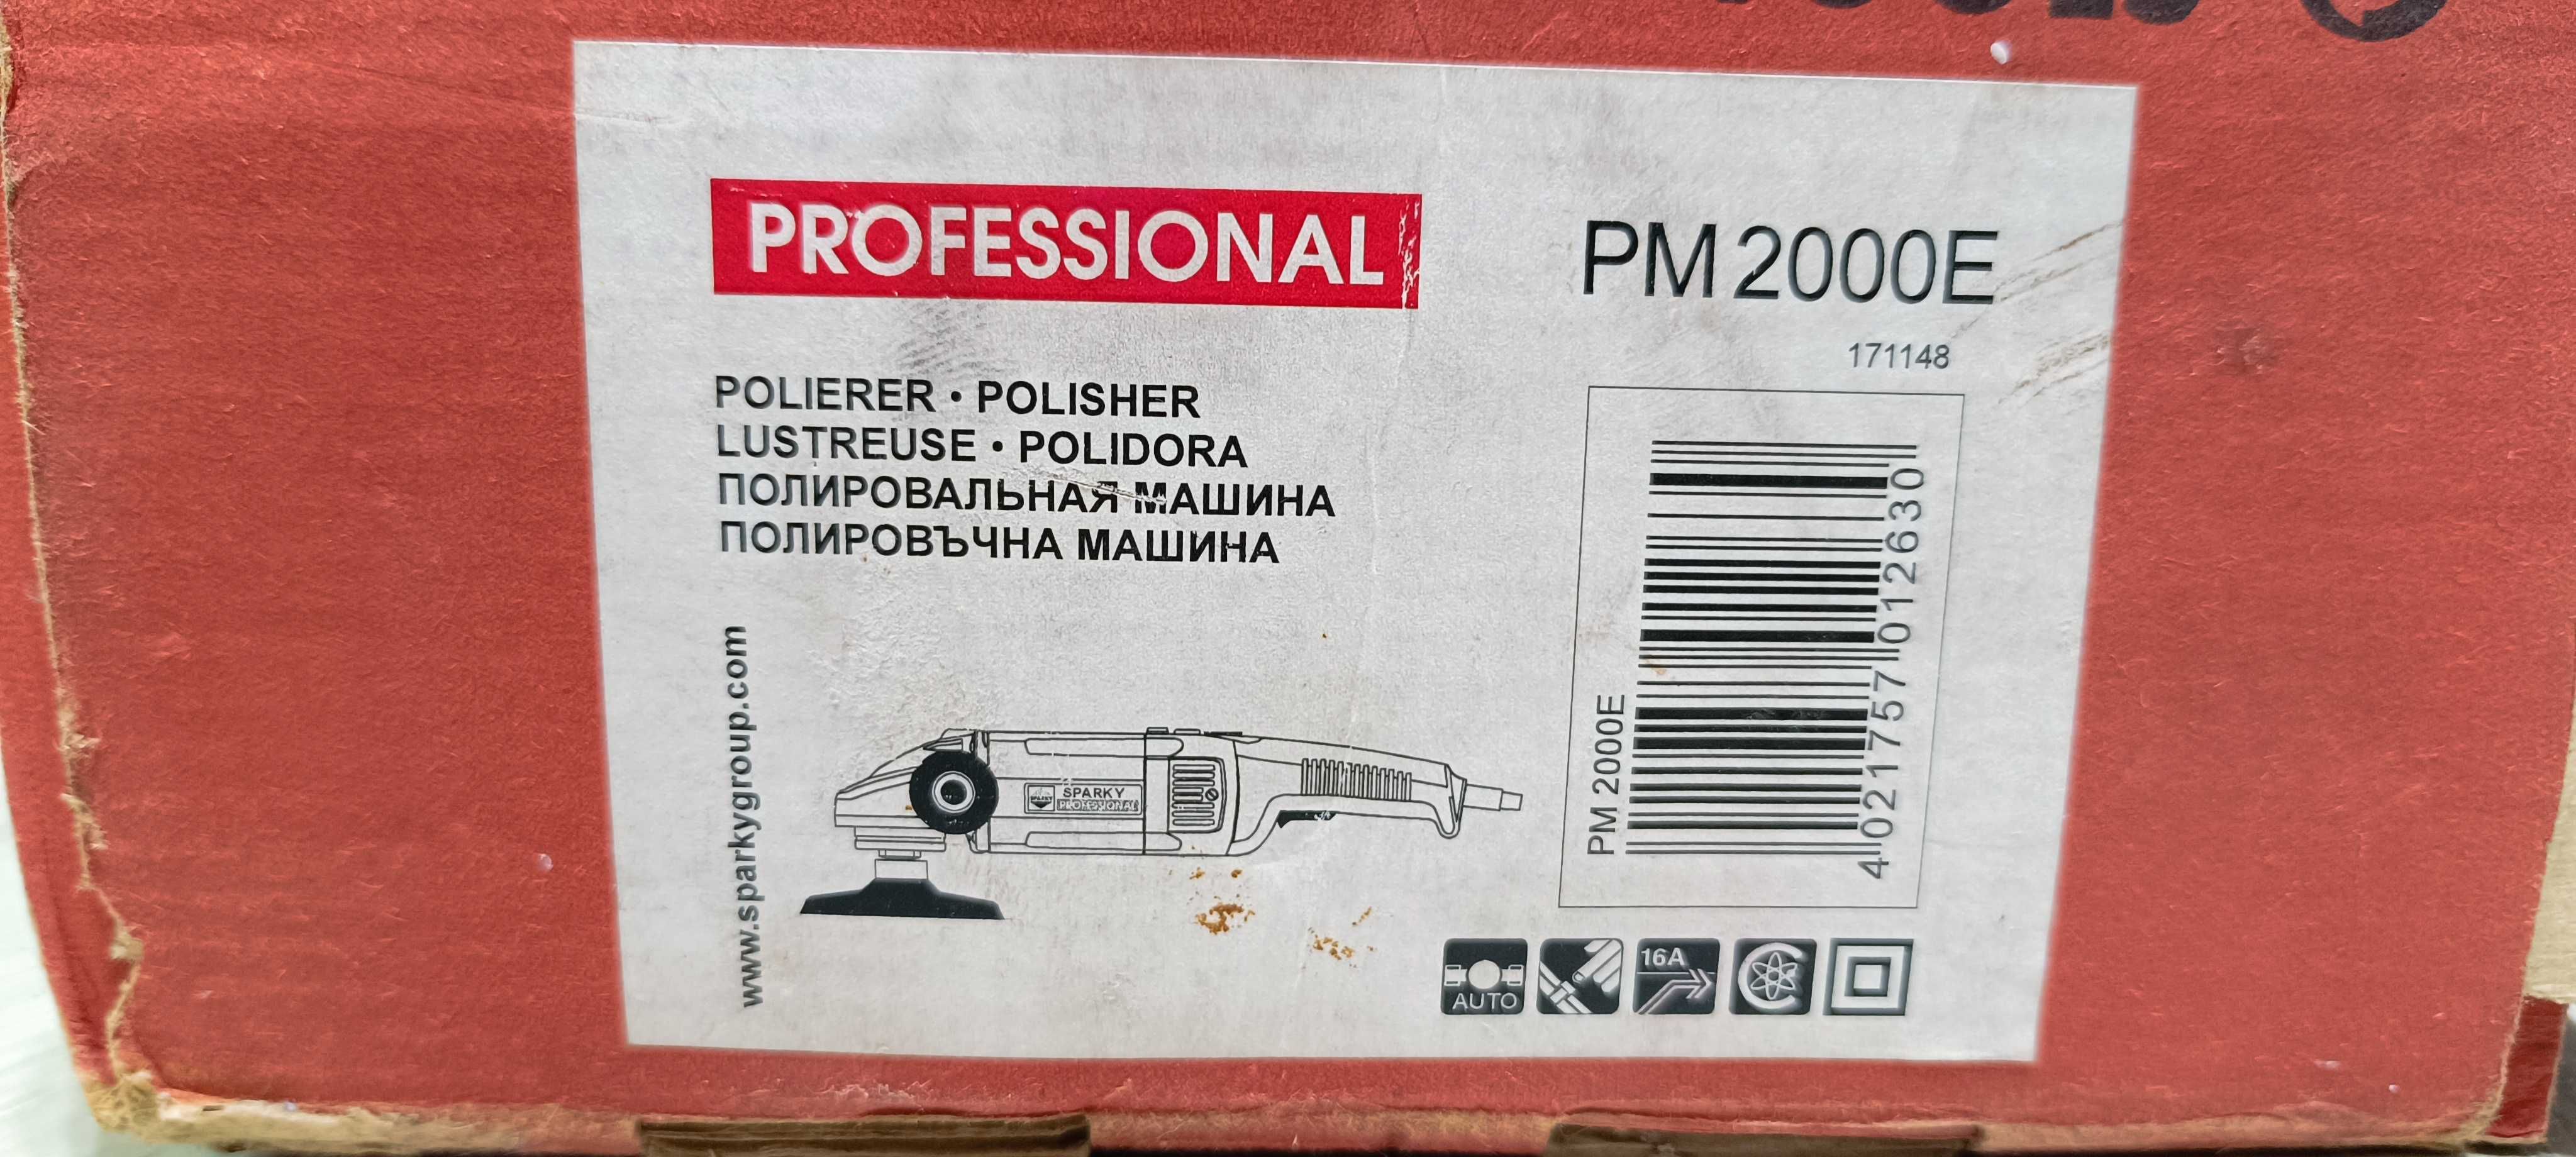 PROFESSIONAL
PM 2000E
171148
POLIERER • POLISHER
LUSTREUSE • POLIDORA
ПОЛИРОВАЛЬНАЯ МАШИНА
ПОЛИРОВЪЧНА МАШИНА
www.sparkygroup.com
SPARKY
SPARKY
PROFESSIONAL
PM 2000E
4 021757 012630
AUTO
16A